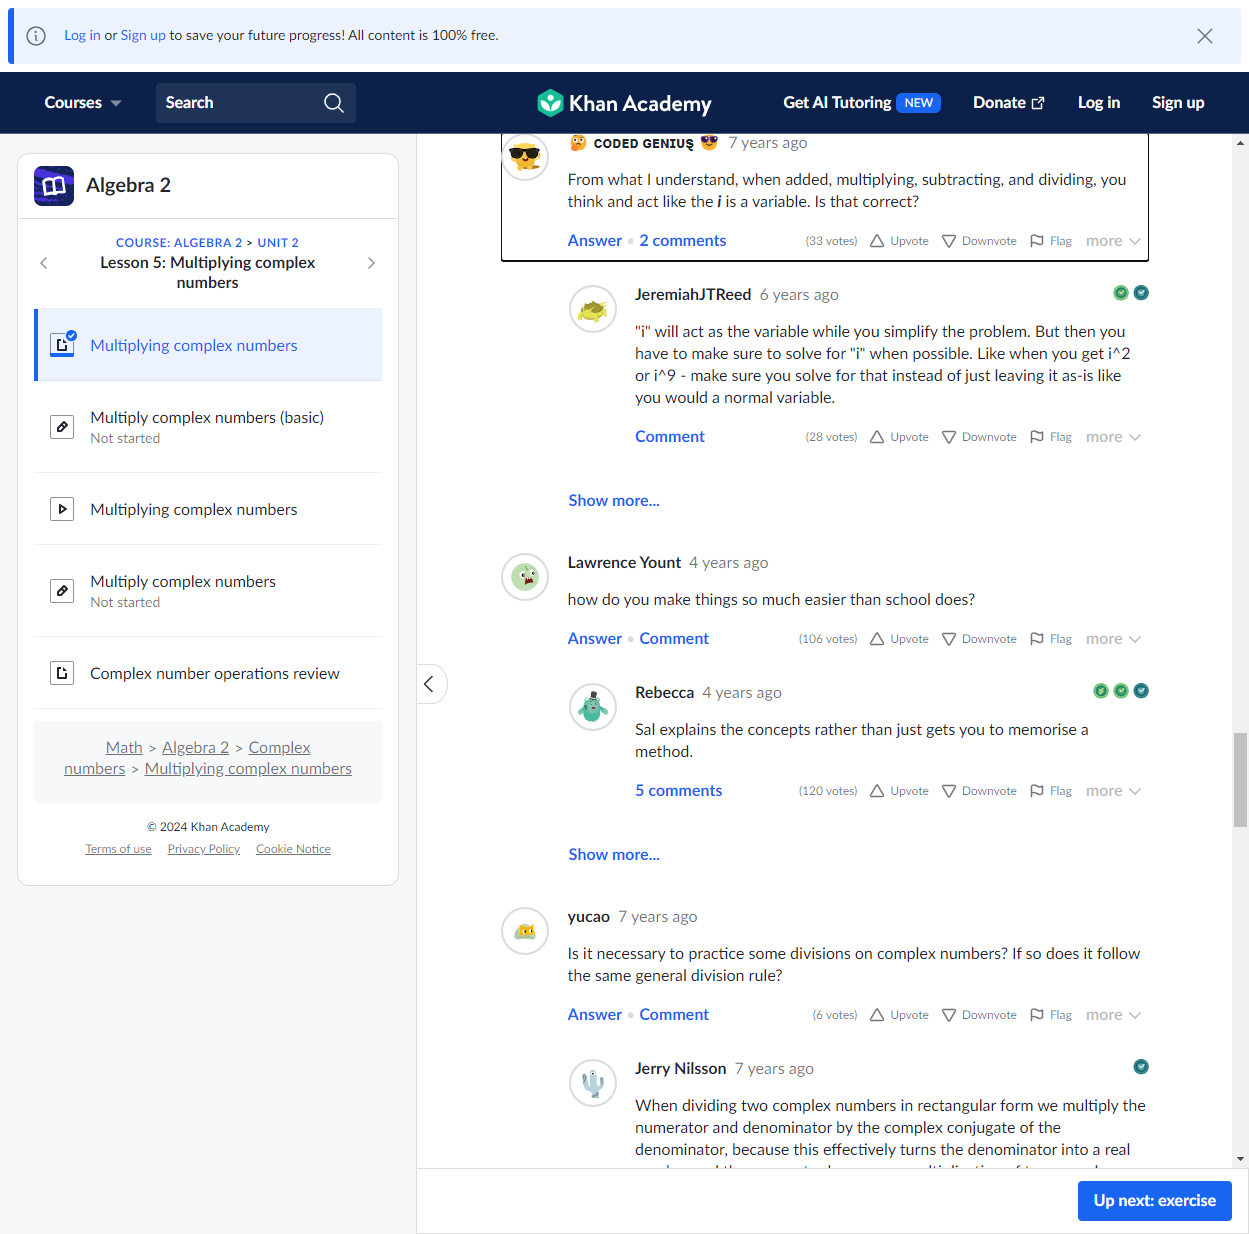 Log in or Sign up to save your future progress! All content is 100% free.
Courses
Search
Khan Academy
Get AI Tutoring NEW
Donate
Log in
Sign up
Algebra 2
COURSE: ALGEBRA 2 > UNIT 2
Lesson 5: Multiplying complex
numbers
Multiplying complex numbers
Multiply complex numbers (basic)
Not started
Multiplying complex numbers
Multiply complex numbers
Not started
Complex number operations review
Math > Algebra 2 > Complex
numbers > Multiplying complex numbers
© 2024 Khan Academy
Terms of use Privacy Policy Cookie Notice
🤔 CODED GENIUŞ 😎 7 years ago
From what I understand, when added, multiplying, subtracting, and dividing, you
think and act like the i is a variable. Is that correct?
Answer • 2 comments (33 votes) Upvote Downvote Flag more
JeremiahJTReed 6 years ago
"i" will act as the variable while you simplify the problem. But then you
have to make sure to solve for "i" when possible. Like when you get i^2
or i^9 - make sure you solve for that instead of just leaving it as-is like
you would a normal variable.
Comment (28 votes) Upvote Downvote Flag more
Show more...
Lawrence Yount 4 years ago
how do you make things so much easier than school does?
Answer • Comment (106 votes) Upvote Downvote Flag more
Rebecca 4 years ago
Sal explains the concepts rather than just gets you to memorise a
method.
5 comments (120 votes) Upvote Downvote Flag more
Show more...
yucao 7 years ago
Is it necessary to practice some divisions on complex numbers? If so does it follow
the same general division rule?
Answer • Comment (6 votes) Upvote Downvote Flag more
Jerry Nilsson 7 years ago
When dividing two complex numbers in rectangular form we multiply the
numerator and denominator by the complex conjugate of the
denominator, because this effectively turns the denominator into a real
Up next: exercise